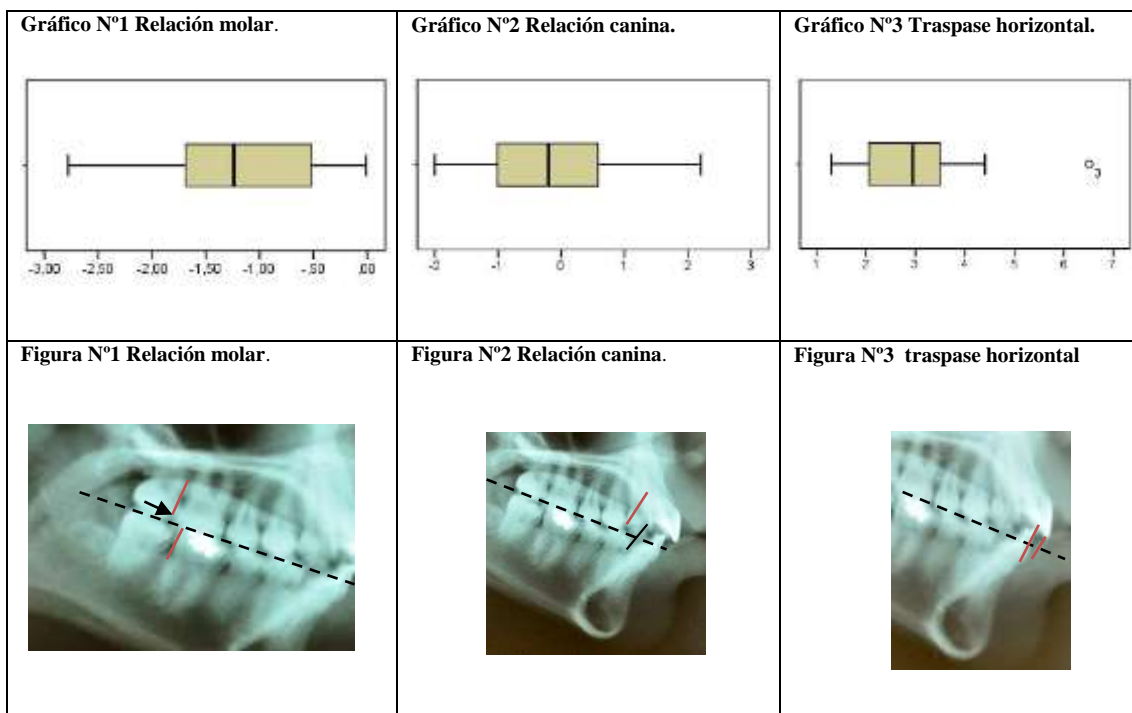 Gráfico Nº1 Relación molar.
Gráfico Nº2 Relación canina.
Gráfico Nº3 Traspase horizontal.
-3,00 -2,50 -2,00 -1,50 -1,00 -,50 ,00
-1 0 1 2 3
1 2 3 4 5 6 7
Figura Nº1 Relación molar.
Figura Nº2 Relación canina.
Figura Nº3 traspase horizontal